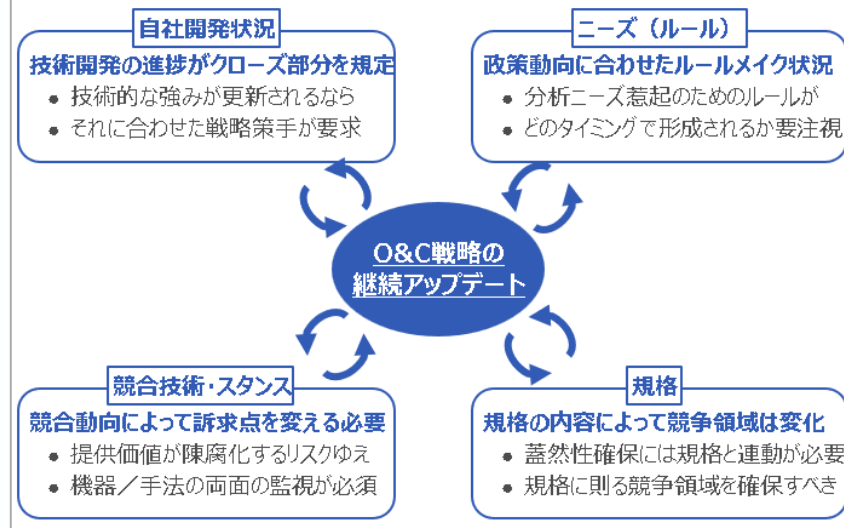 自社開発状況
技術開発の進捗がクローズ部分を規定
• 技術的な強みが更新されるなら
• それに合わせた戦略策手が要求
ニーズ（ルール）
政策動向に合わせたルールメイク状況
• 分析ニーズ惹起のためのルールが
• どのタイミングで形成されるか要注視
O&C戦略の
継続アップデート
競合技術・スタンス
競合動向によって訴求点を変える必要
• 提供価値が陳腐化するリスクゆえ
• 機器／手法の両面の監視が必須
規格
規格の内容によって競争領域は変化
• 蓋然性確保には規格と連動が必要
• 規格に則る競争領域を確保すべき